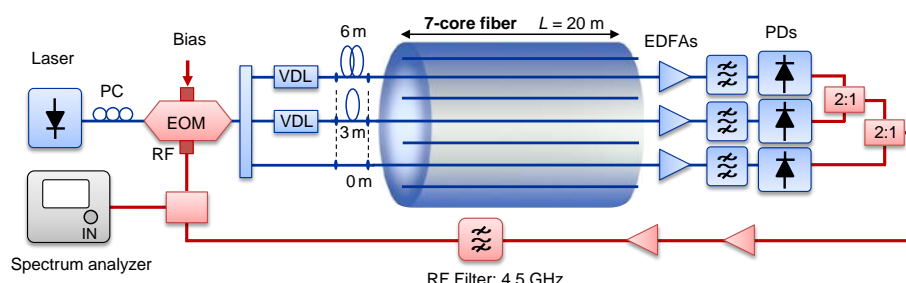 7-core fiber L = 20 m
6 m
EDFAs
PDs
Bias
Laser
PC
VDL
2:1
EOM
VDL
3 m
2:1
RF
0 m
IN
Spectrum analyzer
RF Filter: 4.5 GHz